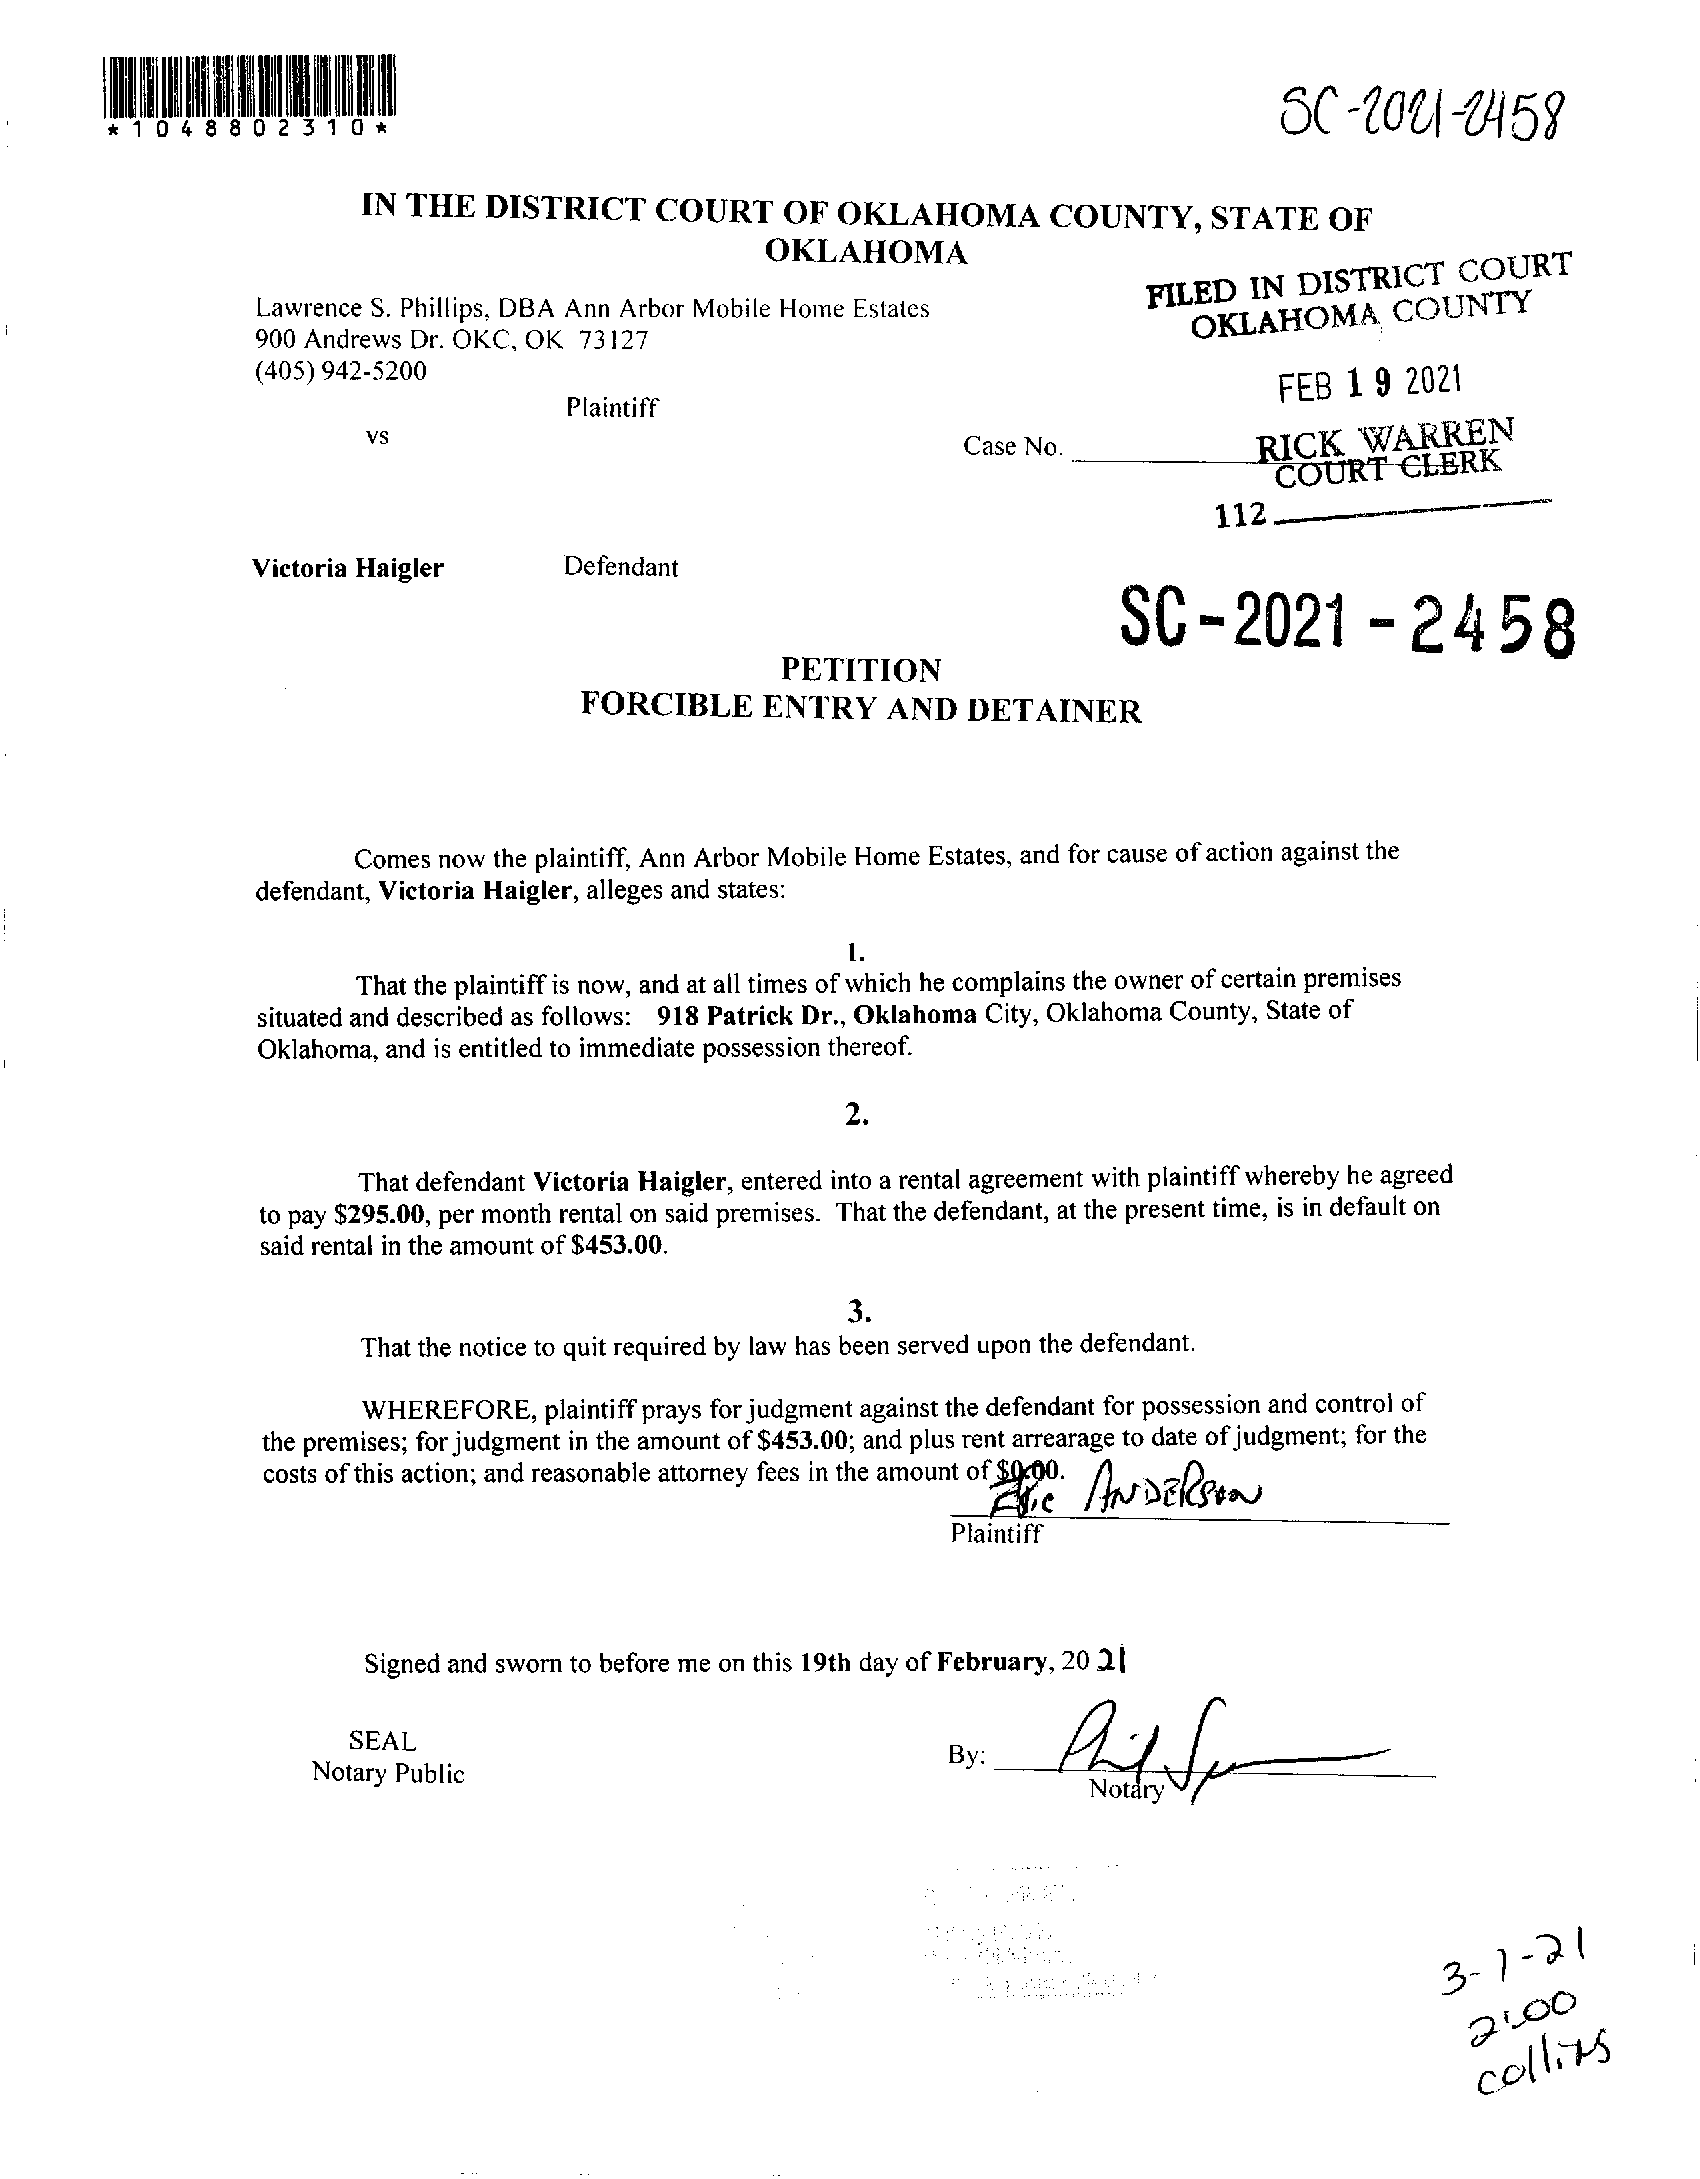 *1048802310*
SC-2021-2458
IN THE DISTRICT COURT OF OKLAHOMA COUNTY, STATE OF
OKLAHOMA
FILED IN DISTRICT COURT
OKLAHOMA COUNTY
Lawrence S. Phillips, DBA Ann Arbor Mobile Home Estates
900 Andrews Dr. OKC, OK 73127
(405) 942-5200
FEB 19 2021
Plaintiff
vs
Case No.
RICK WARREN
COURT CLERK
112
Victoria Haigler Defendant
SC-2021-2458
PETITION
FORCIBLE ENTRY AND DETAINER
Comes now the plaintiff, Ann Arbor Mobile Home Estates, and for cause of action against the
defendant, Victoria Haigler, alleges and states:
1.
That the plaintiff is now, and at all times of which he complains the owner of certain premises
situated and described as follows: 918 Patrick Dr., Oklahoma City, Oklahoma County, State of
Oklahoma, and is entitled to immediate possession thereof.
2.
That defendant Victoria Haigler, entered into a rental agreement with plaintiff whereby he agreed
to pay $295.00, per month rental on said premises. That the defendant, at the present time, is in default on
said rental in the amount of $453.00.
3.
That the notice to quit required by law has been served upon the defendant.
WHEREFORE, plaintiff prays for judgment against the defendant for possession and control of
the premises; for judgment in the amount of $453.00; and plus rent arrearage to date of judgment; for the
costs of this action; and reasonable attorney fees in the amount of $0.00.
ANDERSON
Plaintiff
Signed and sworn to before me on this 19th day of February, 20 21
SEAL
Notary Public
By:
Notary
3-1-21
2:00
collins